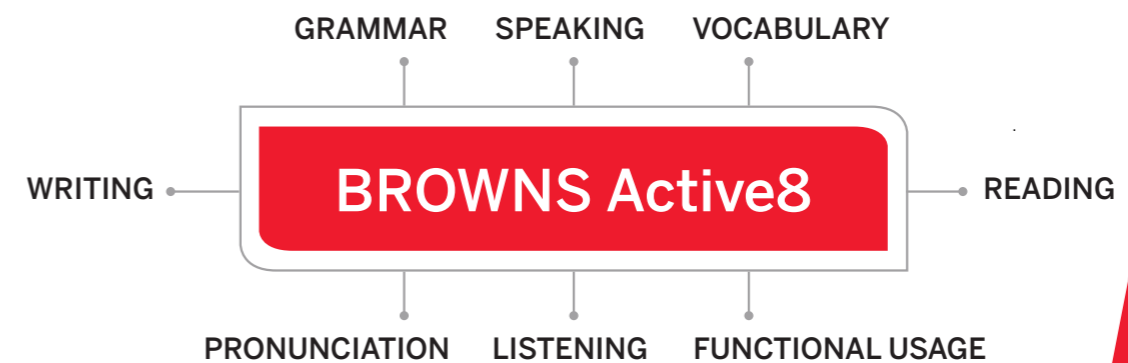 GRAMMAR SPEAKING VOCABULARY
WRITING BROWNS Active8 READING
PRONUNCIATION LISTENING FUNCTIONAL USAGE